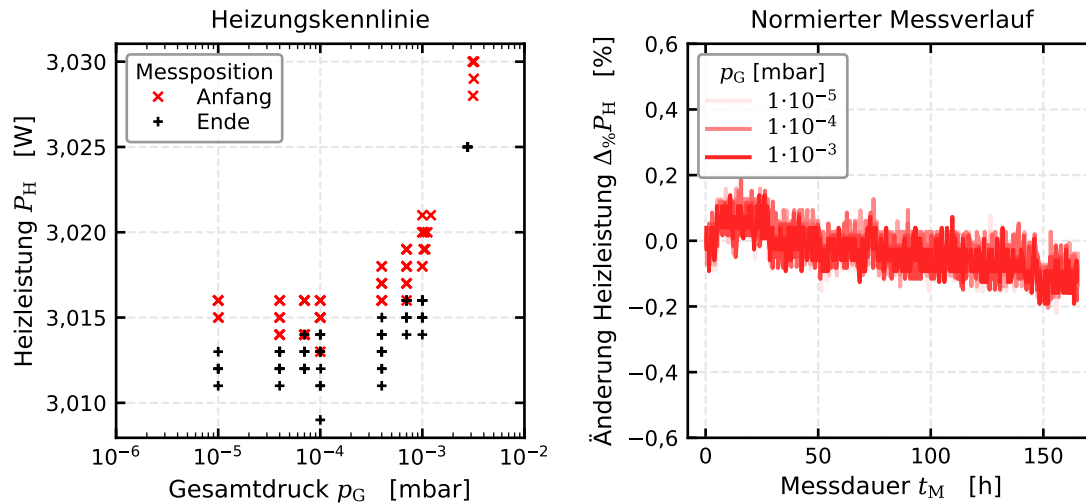 Heizungskennlinie
3,030
3,025
3,020
3,015
3,010
Heizleistung P_H [W]
Messposition
Anfang
Ende
10⁻⁶ 10⁻⁵ 10⁻⁴ 10⁻³ 10⁻²
Gesamtdruck p_G [mbar]
Normierter Messverlauf
0,6
0,4
0,2
0,0
−0,2
−0,4
−0,6
Änderung Heizleistung Δ_%P_H [%]
p_G [mbar]
1·10⁻⁵
1·10⁻⁴
1·10⁻³
0 50 100 150
Messdauer t_M [h]